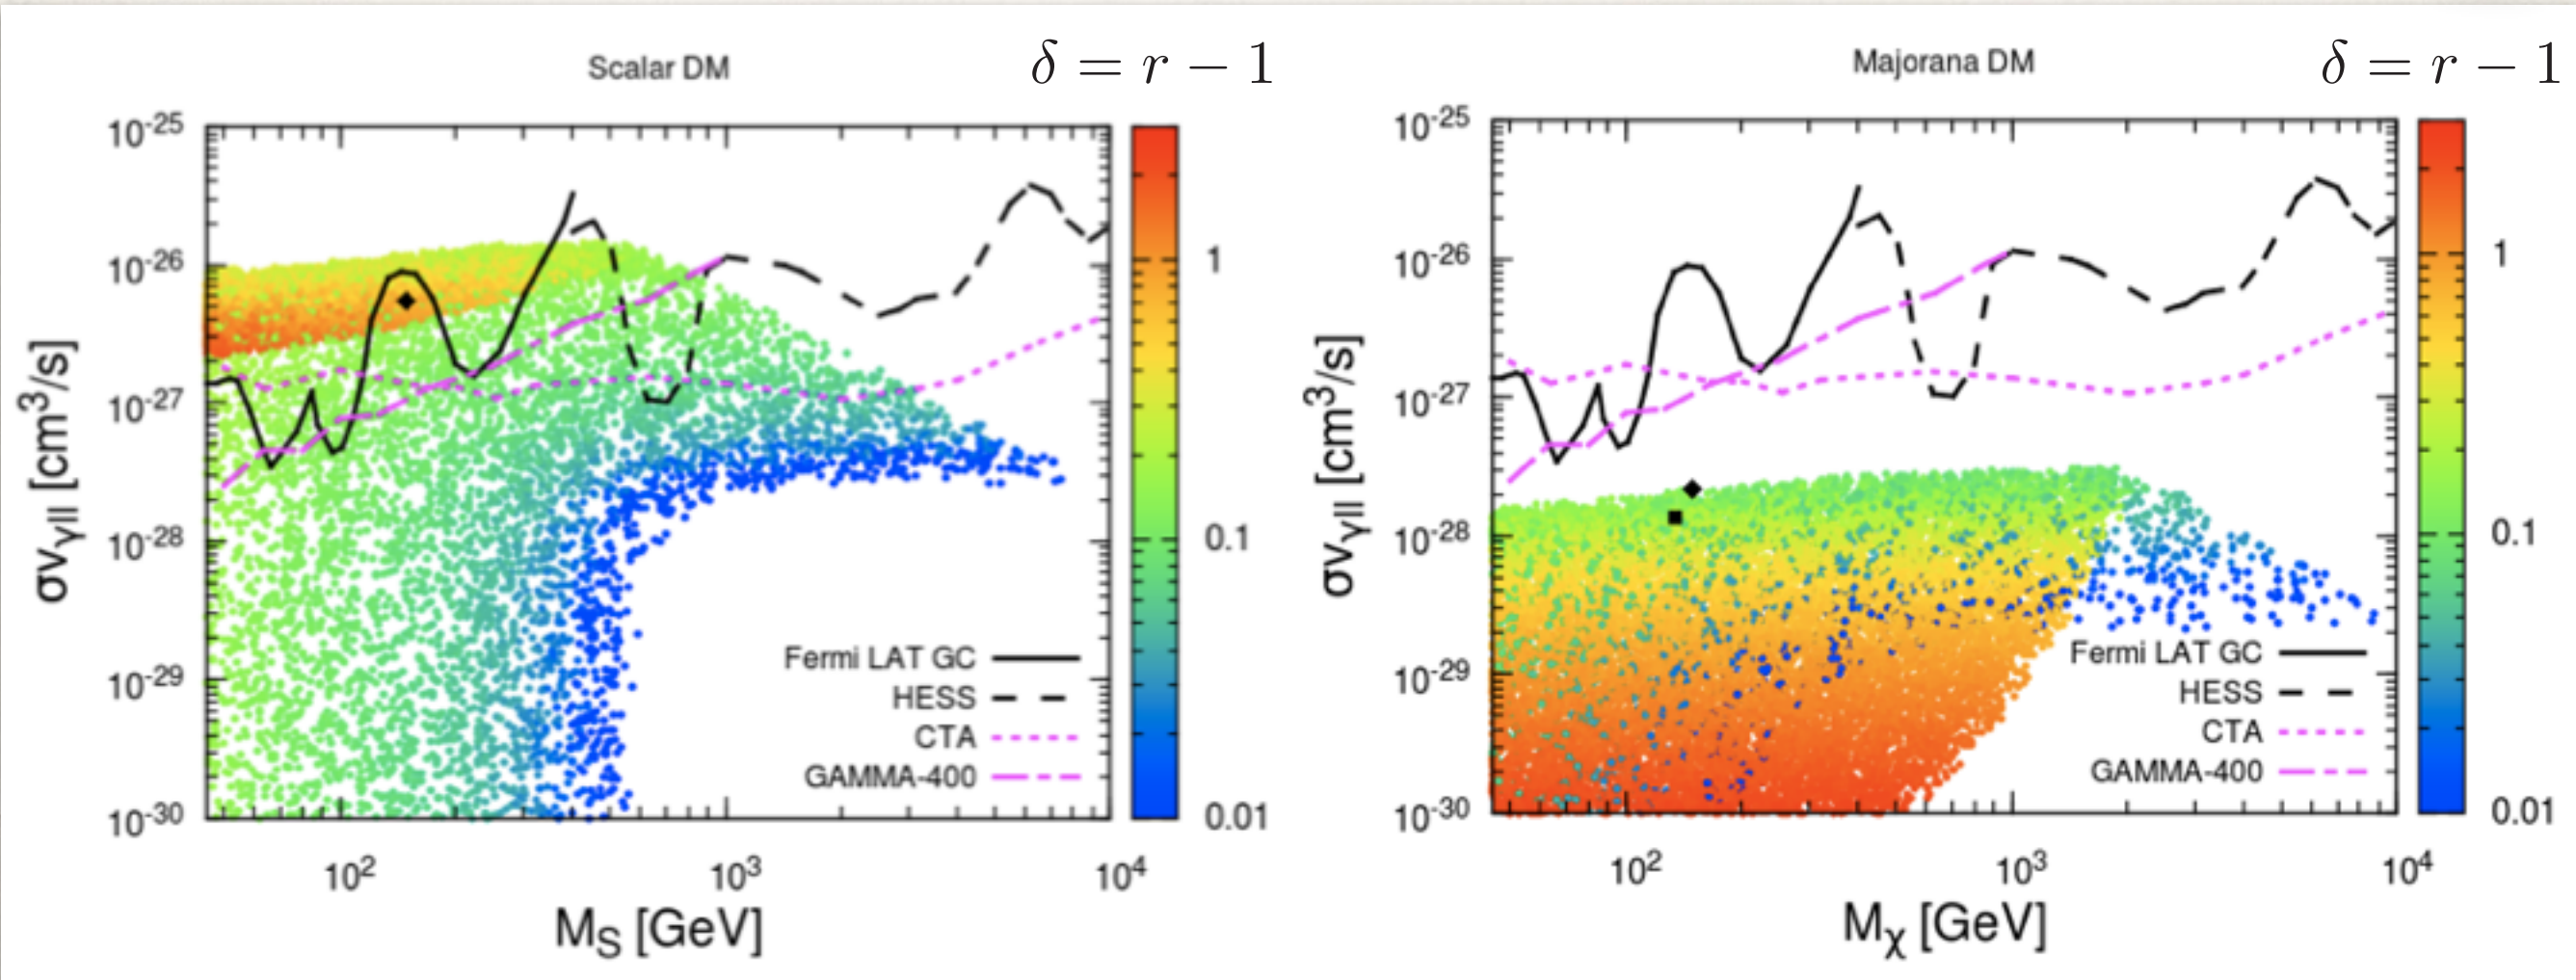 Scalar DM
δ = r − 1
10^-25
10^-26
10^-27
10^-28
10^-29
10^-30
σv_γll [cm^3/s]
Fermi LAT GC
HESS
CTA
GAMMA-400
10^2
10^3
10^4
M_S [GeV]
1
0.1
0.01
Majorana DM
δ = r − 1
10^-25
10^-26
10^-27
10^-28
10^-29
10^-30
σv_γll [cm^3/s]
Fermi LAT GC
HESS
CTA
GAMMA-400
10^2
10^3
10^4
M_χ [GeV]
1
0.1
0.01